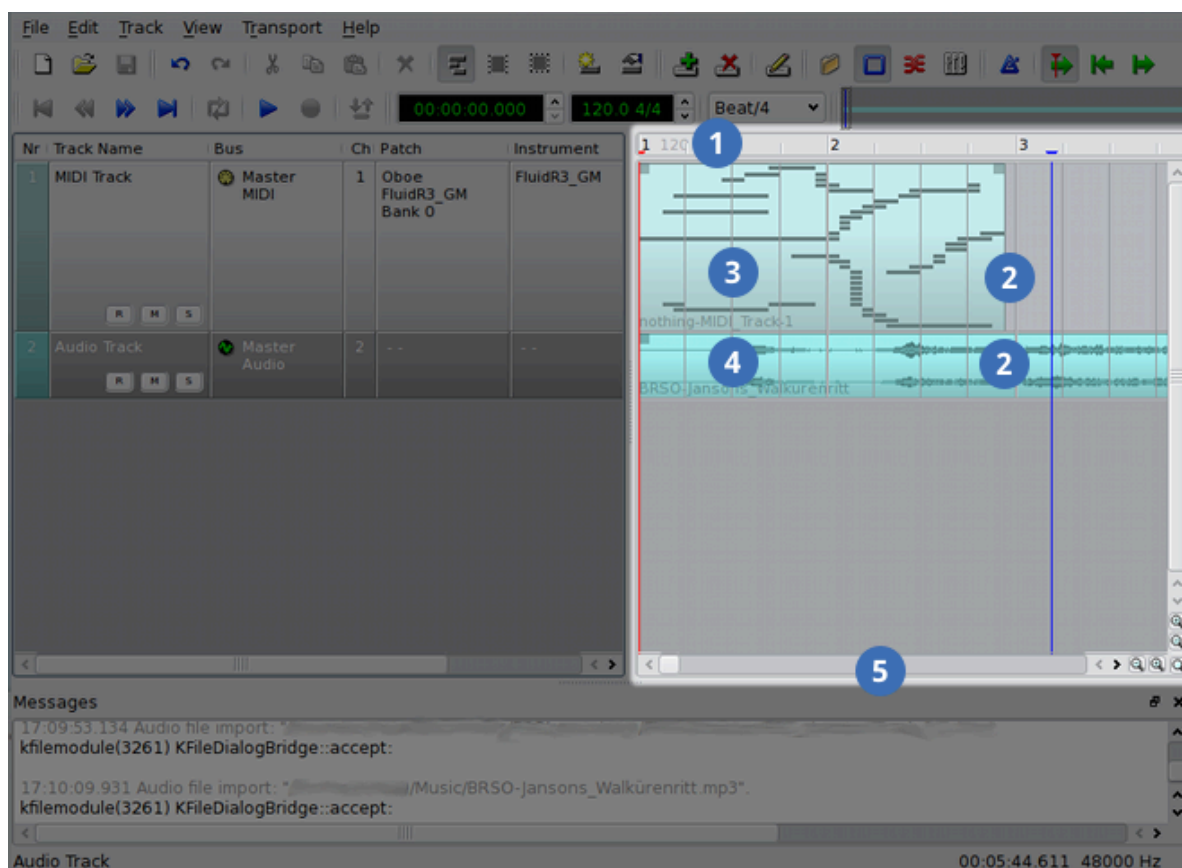 File Edit Track View Transport Help
00:00:00.000 120.0 4/4 Beat/4
Nr Track Name Bus Ch Patch Instrument
1 120 1 2 3
1 MIDI Track Master 1 Oboe FluidR3_GM
MIDI FluidR3_GM
Bank 0
3 2
R M S
nothing-MIDI_Track-1
2 Audio Track Master 2 - - - -
Audio
4 2
R M S
BRSO-Jansons_Walkürenritt
5
Messages
17:09:53.134 Audio file import: "
kfilemodule(3261) KFileDialogBridge::accept:
17:10:09.931 Audio file import: " /Music/BRSO-Jansons_Walkürenritt.mp3".
kfilemodule(3261) KFileDialogBridge::accept:
Audio Track 00:05:44.611 48000 Hz